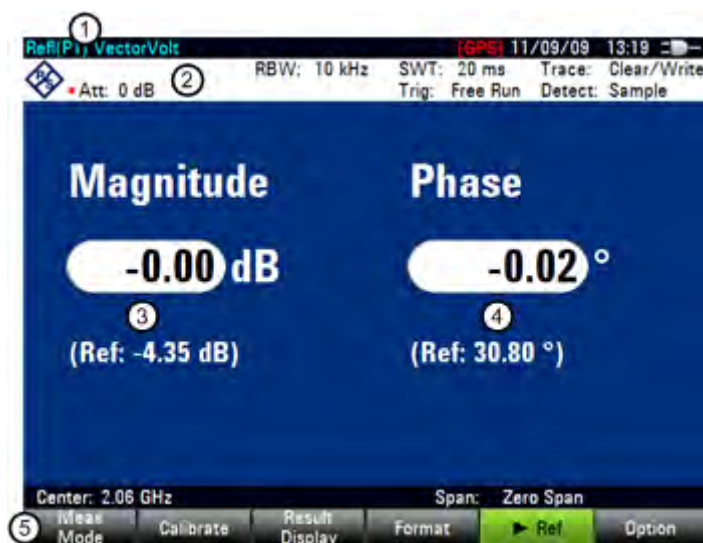 1
Refl(P1) VectorVolt [GPS] 11/09/09 13:19
Att: 0 dB 2 RBW: 10 kHz SWT: 20 ms Trace: Clear/Write
Trig: Free Run Detect: Sample
Magnitude Phase
-0.00 dB -0.02 °
3 4
(Ref: -4.35 dB) (Ref: 30.80 °)
Center: 2.06 GHz Span: Zero Span
5 Meas Mode Calibrate Result Display Format ► Ref Option